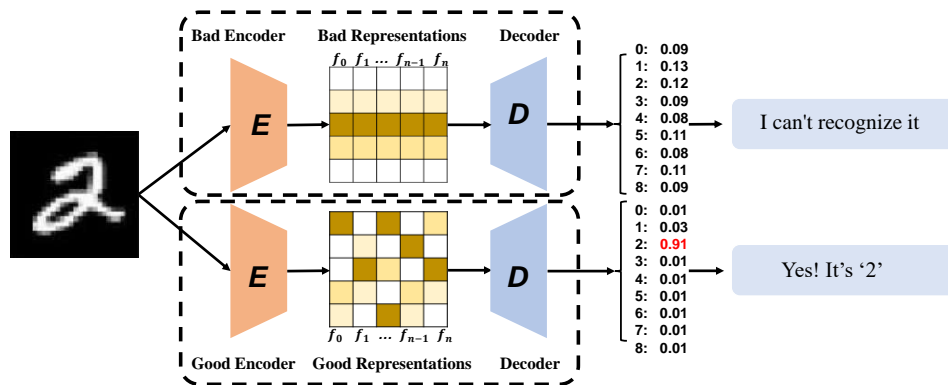 Bad Encoder Bad Representations Decoder
f0 f1 ... fn−1 fn
E
D
0: 0.09
1: 0.13
2: 0.12
3: 0.09
4: 0.08
5: 0.11
6: 0.08
7: 0.11
8: 0.09
I can't recognize it
2
E
D
f0 f1 ... fn−1 fn
Good Encoder Good Representations Decoder
0: 0.01
1: 0.03
2: 0.91
3: 0.01
4: 0.01
5: 0.01
6: 0.01
7: 0.01
8: 0.01
Yes! It's ‘2’